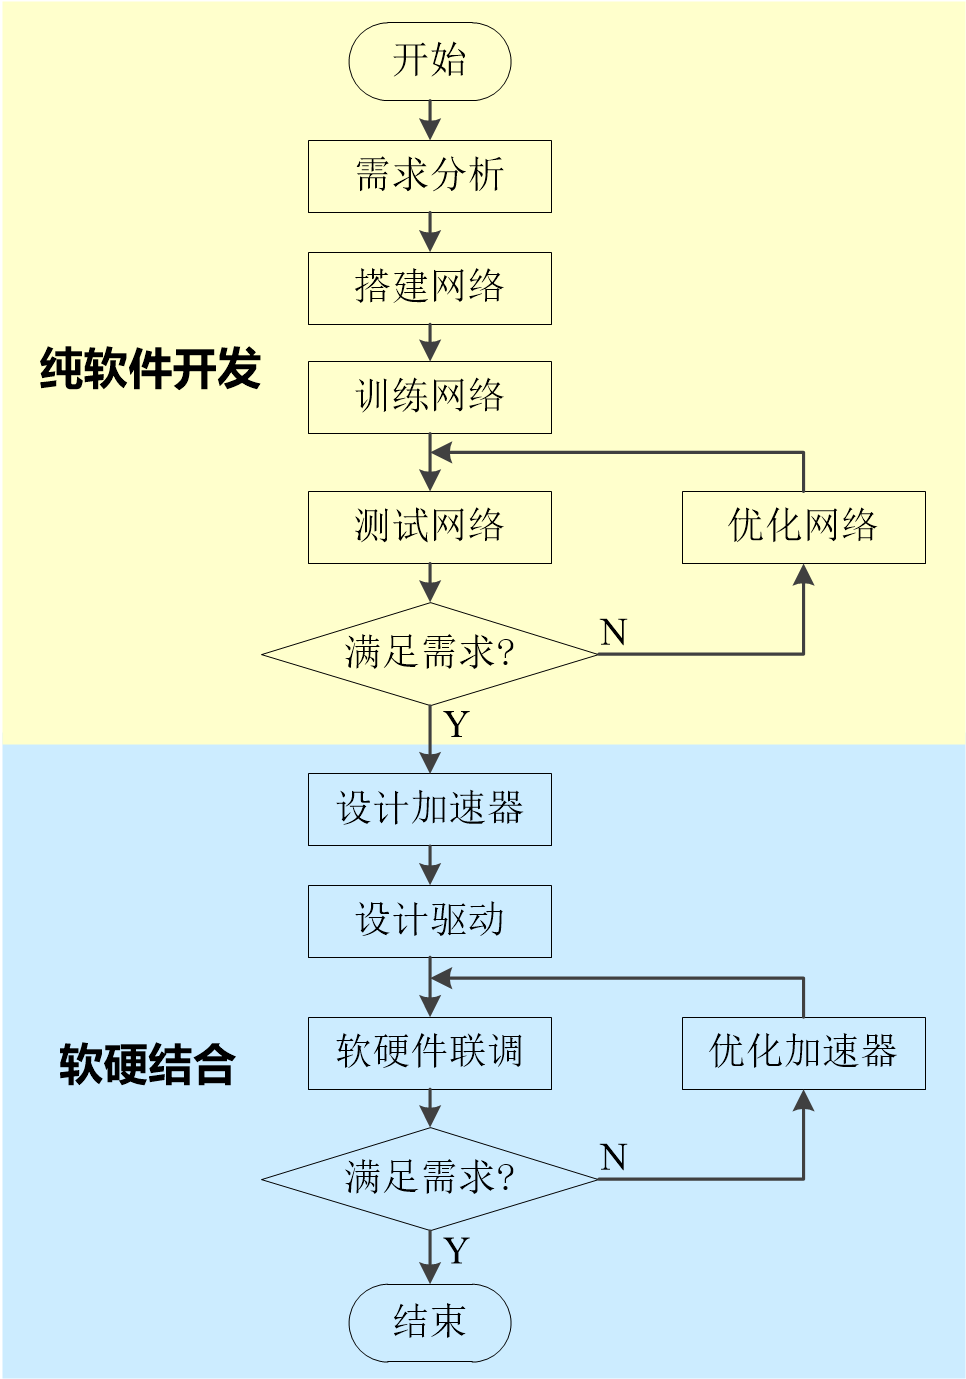 开始
需求分析
搭建网络
纯软件开发
训练网络
测试网络
优化网络
满足需求?
N
Y
设计加速器
设计驱动
软硬结合
软硬件联调
优化加速器
满足需求?
N
Y
结束